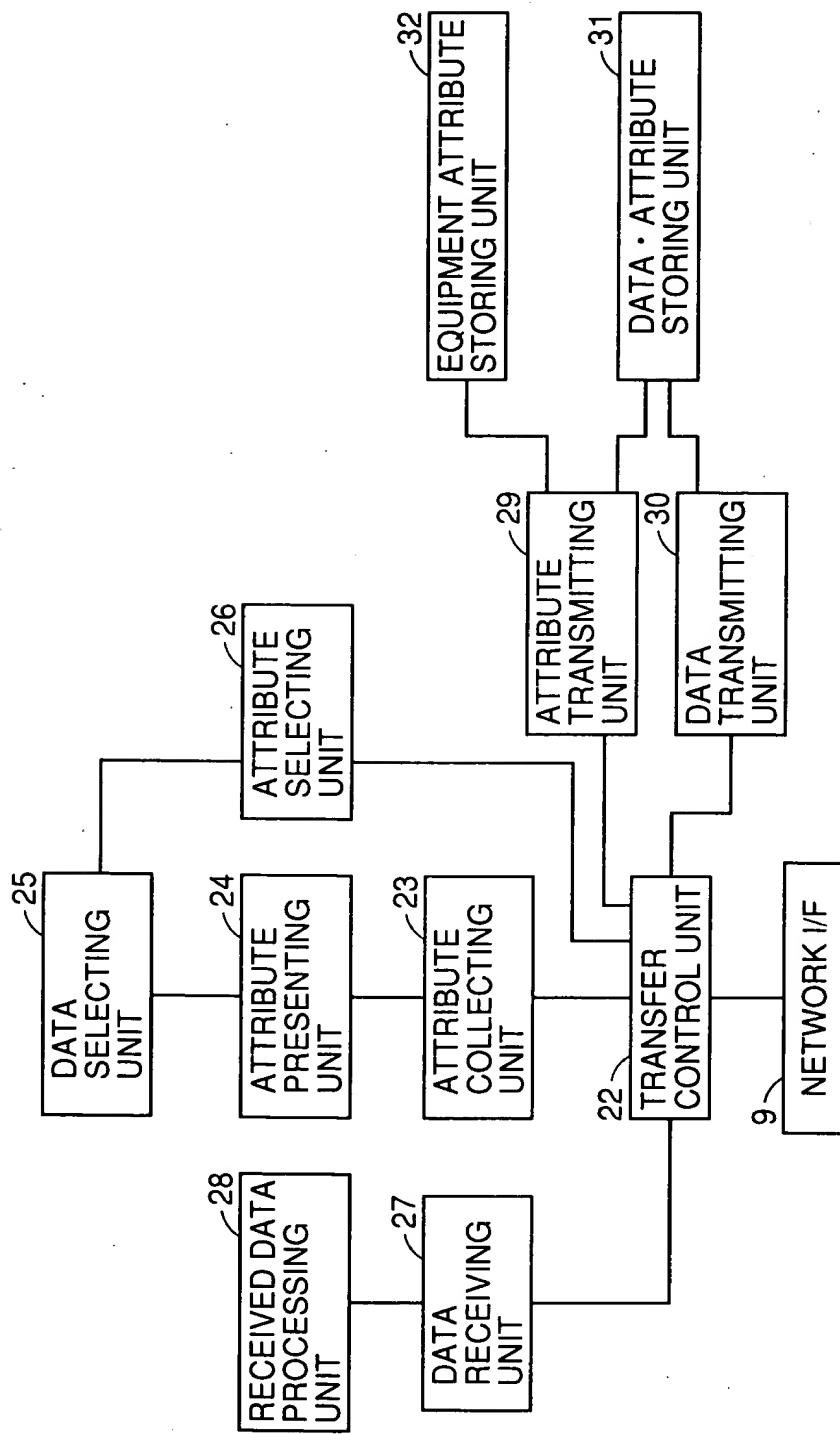 28
RECEIVED DATA
PROCESSING
UNIT
27
DATA
RECEIVING
UNIT
25
DATA
SELECTING
UNIT
24
ATTRIBUTE
PRESENTING
UNIT
23
ATTRIBUTE
COLLECTING
UNIT
26
ATTRIBUTE
SELECTING
UNIT
22
TRANSFER
CONTROL UNIT
9
NETWORK I/F
29
ATTRIBUTE
TRANSMITTING
UNIT
30
DATA
TRANSMITTING
UNIT
32
EQUIPMENT ATTRIBUTE
STORING UNIT
31
DATA・ATTRIBUTE
STORING UNIT